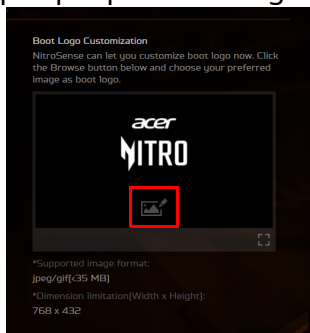 Boot Logo Customization
NitroSense can let you customize boot logo now. Click
the Browse button below and choose your preferred
image as boot logo.
acer
NITRO
*Supported image format:
jpeg/gif(<35 MB)
*Dimension limitation(Width x Height):
768 x 432